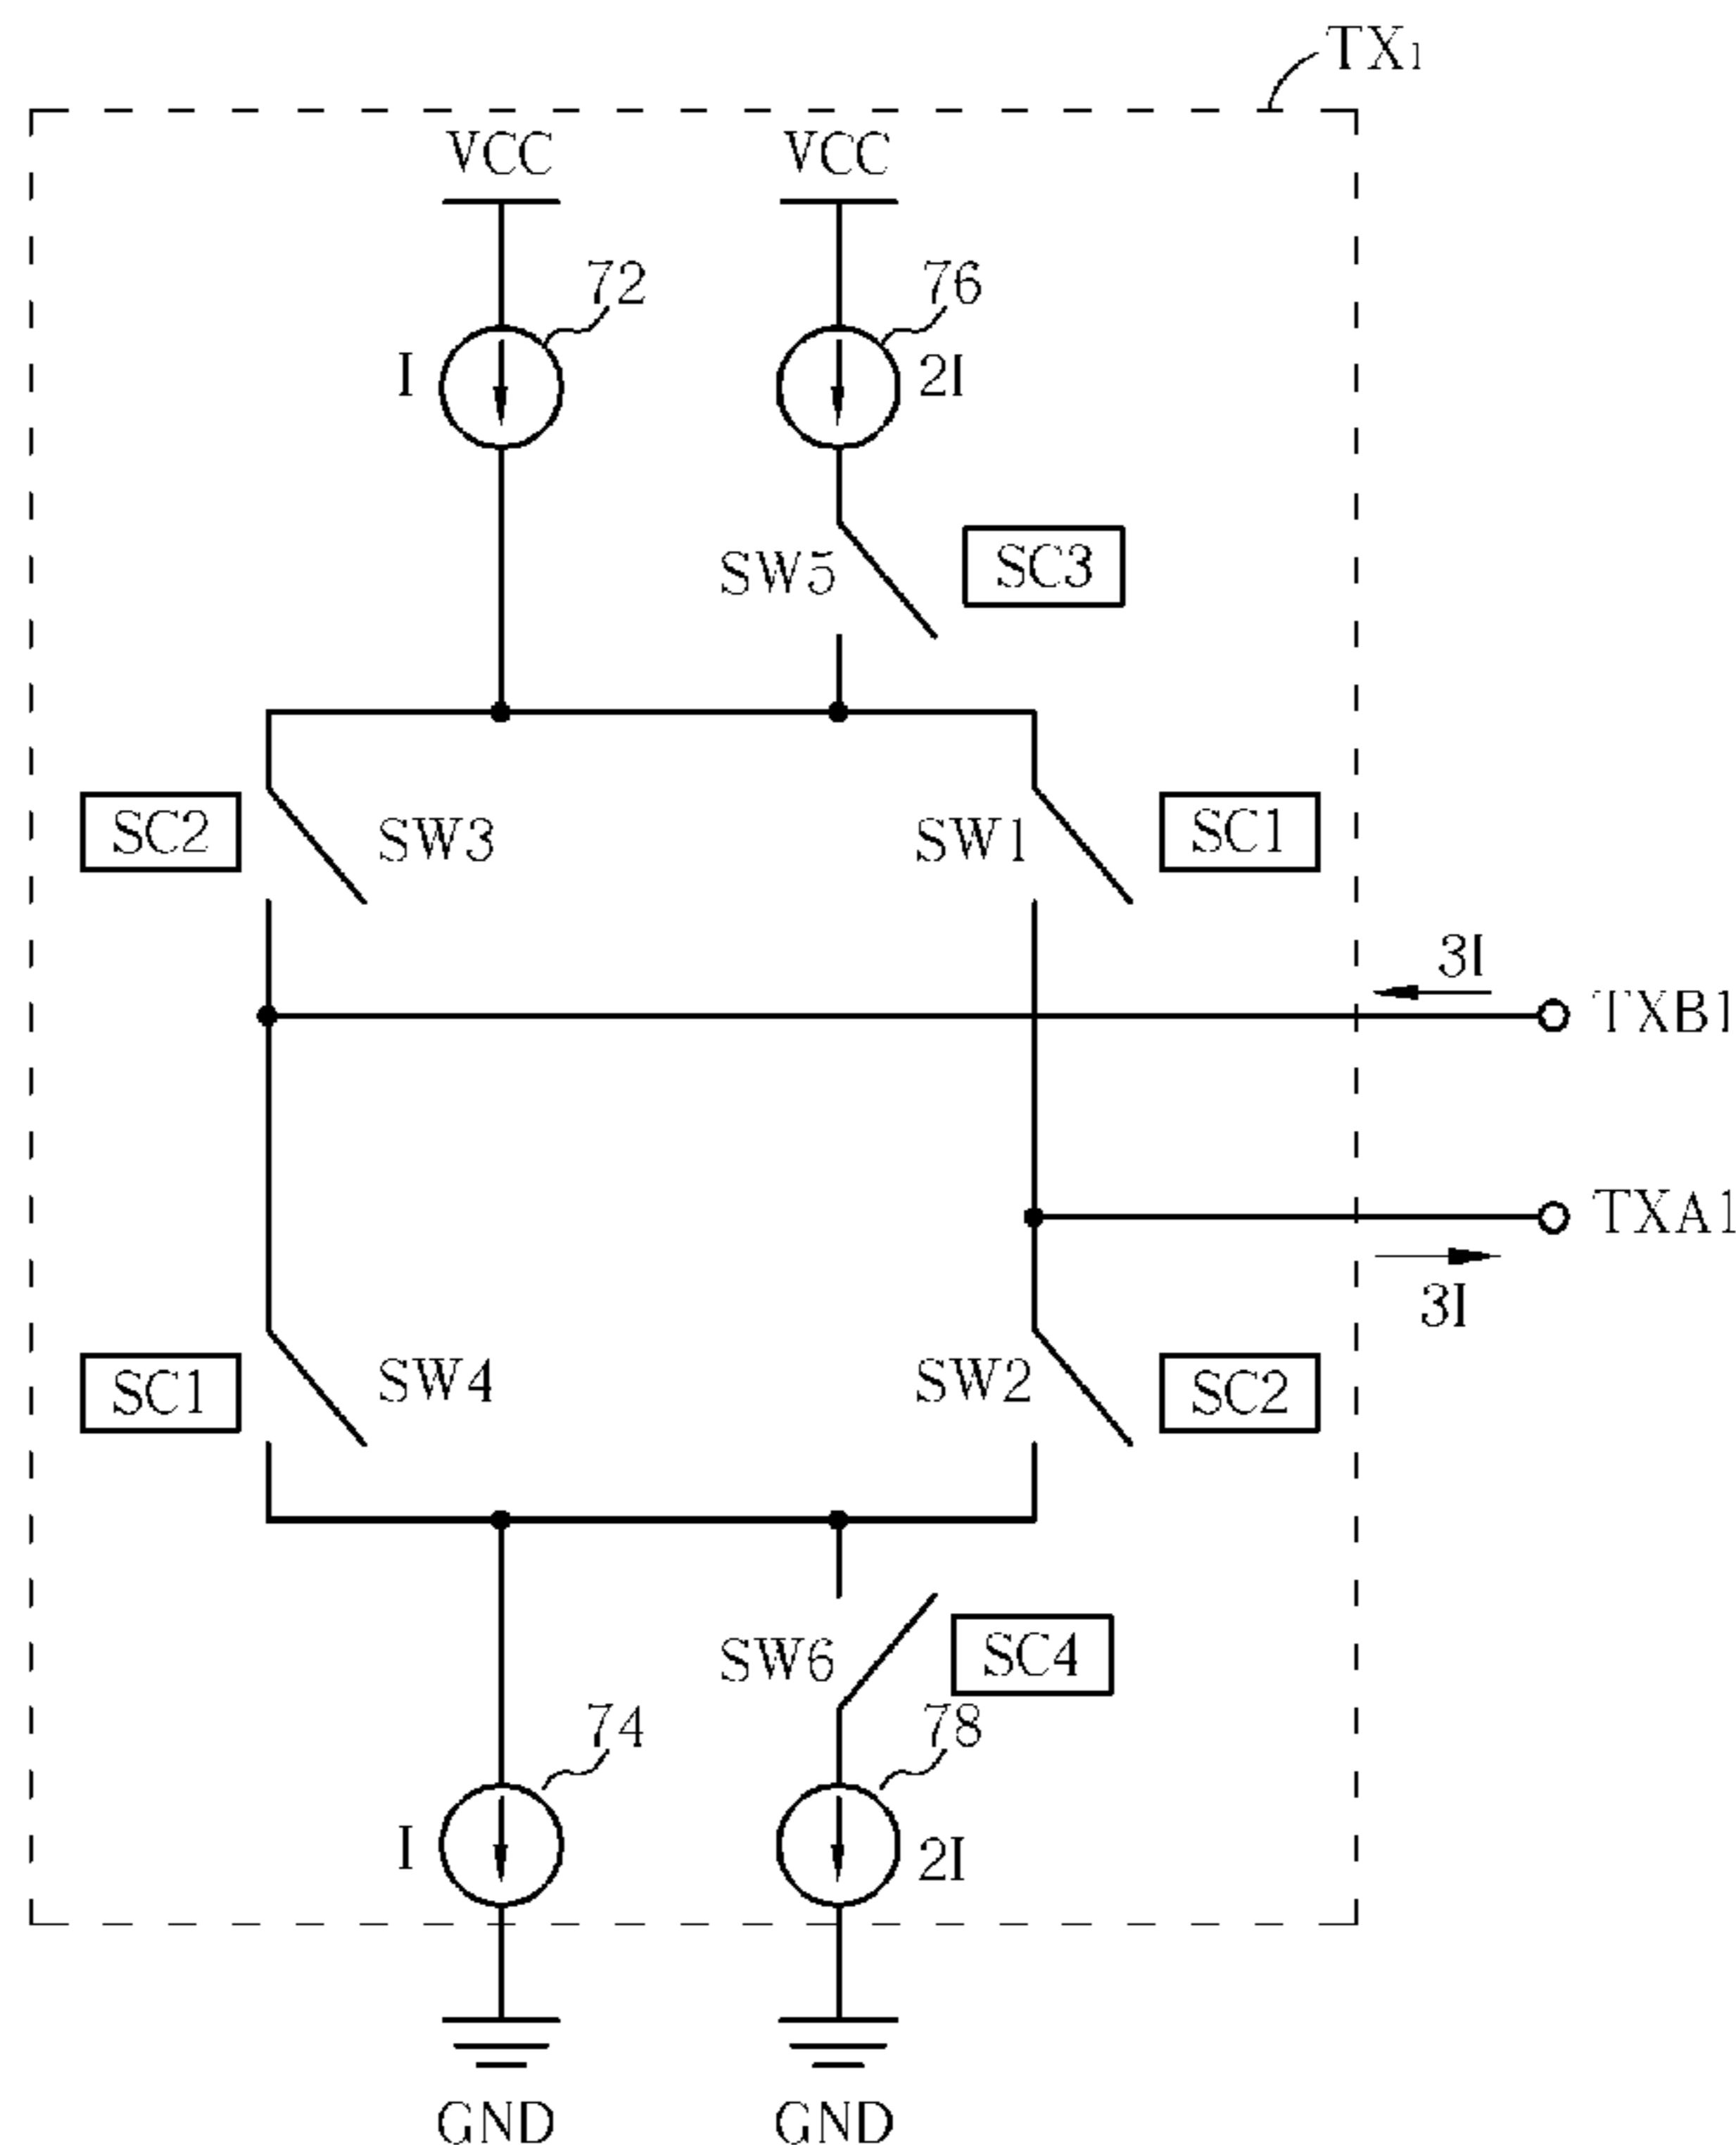 TX1
VCC VCC
72 76
I 2I
SW5 SC3
SC2 SW3 SW1 SC1
3I
TXB1
TXA1
3I
SC1 SW4 SW2 SC2
SW6 SC4
74 78
I 2I
GND GND